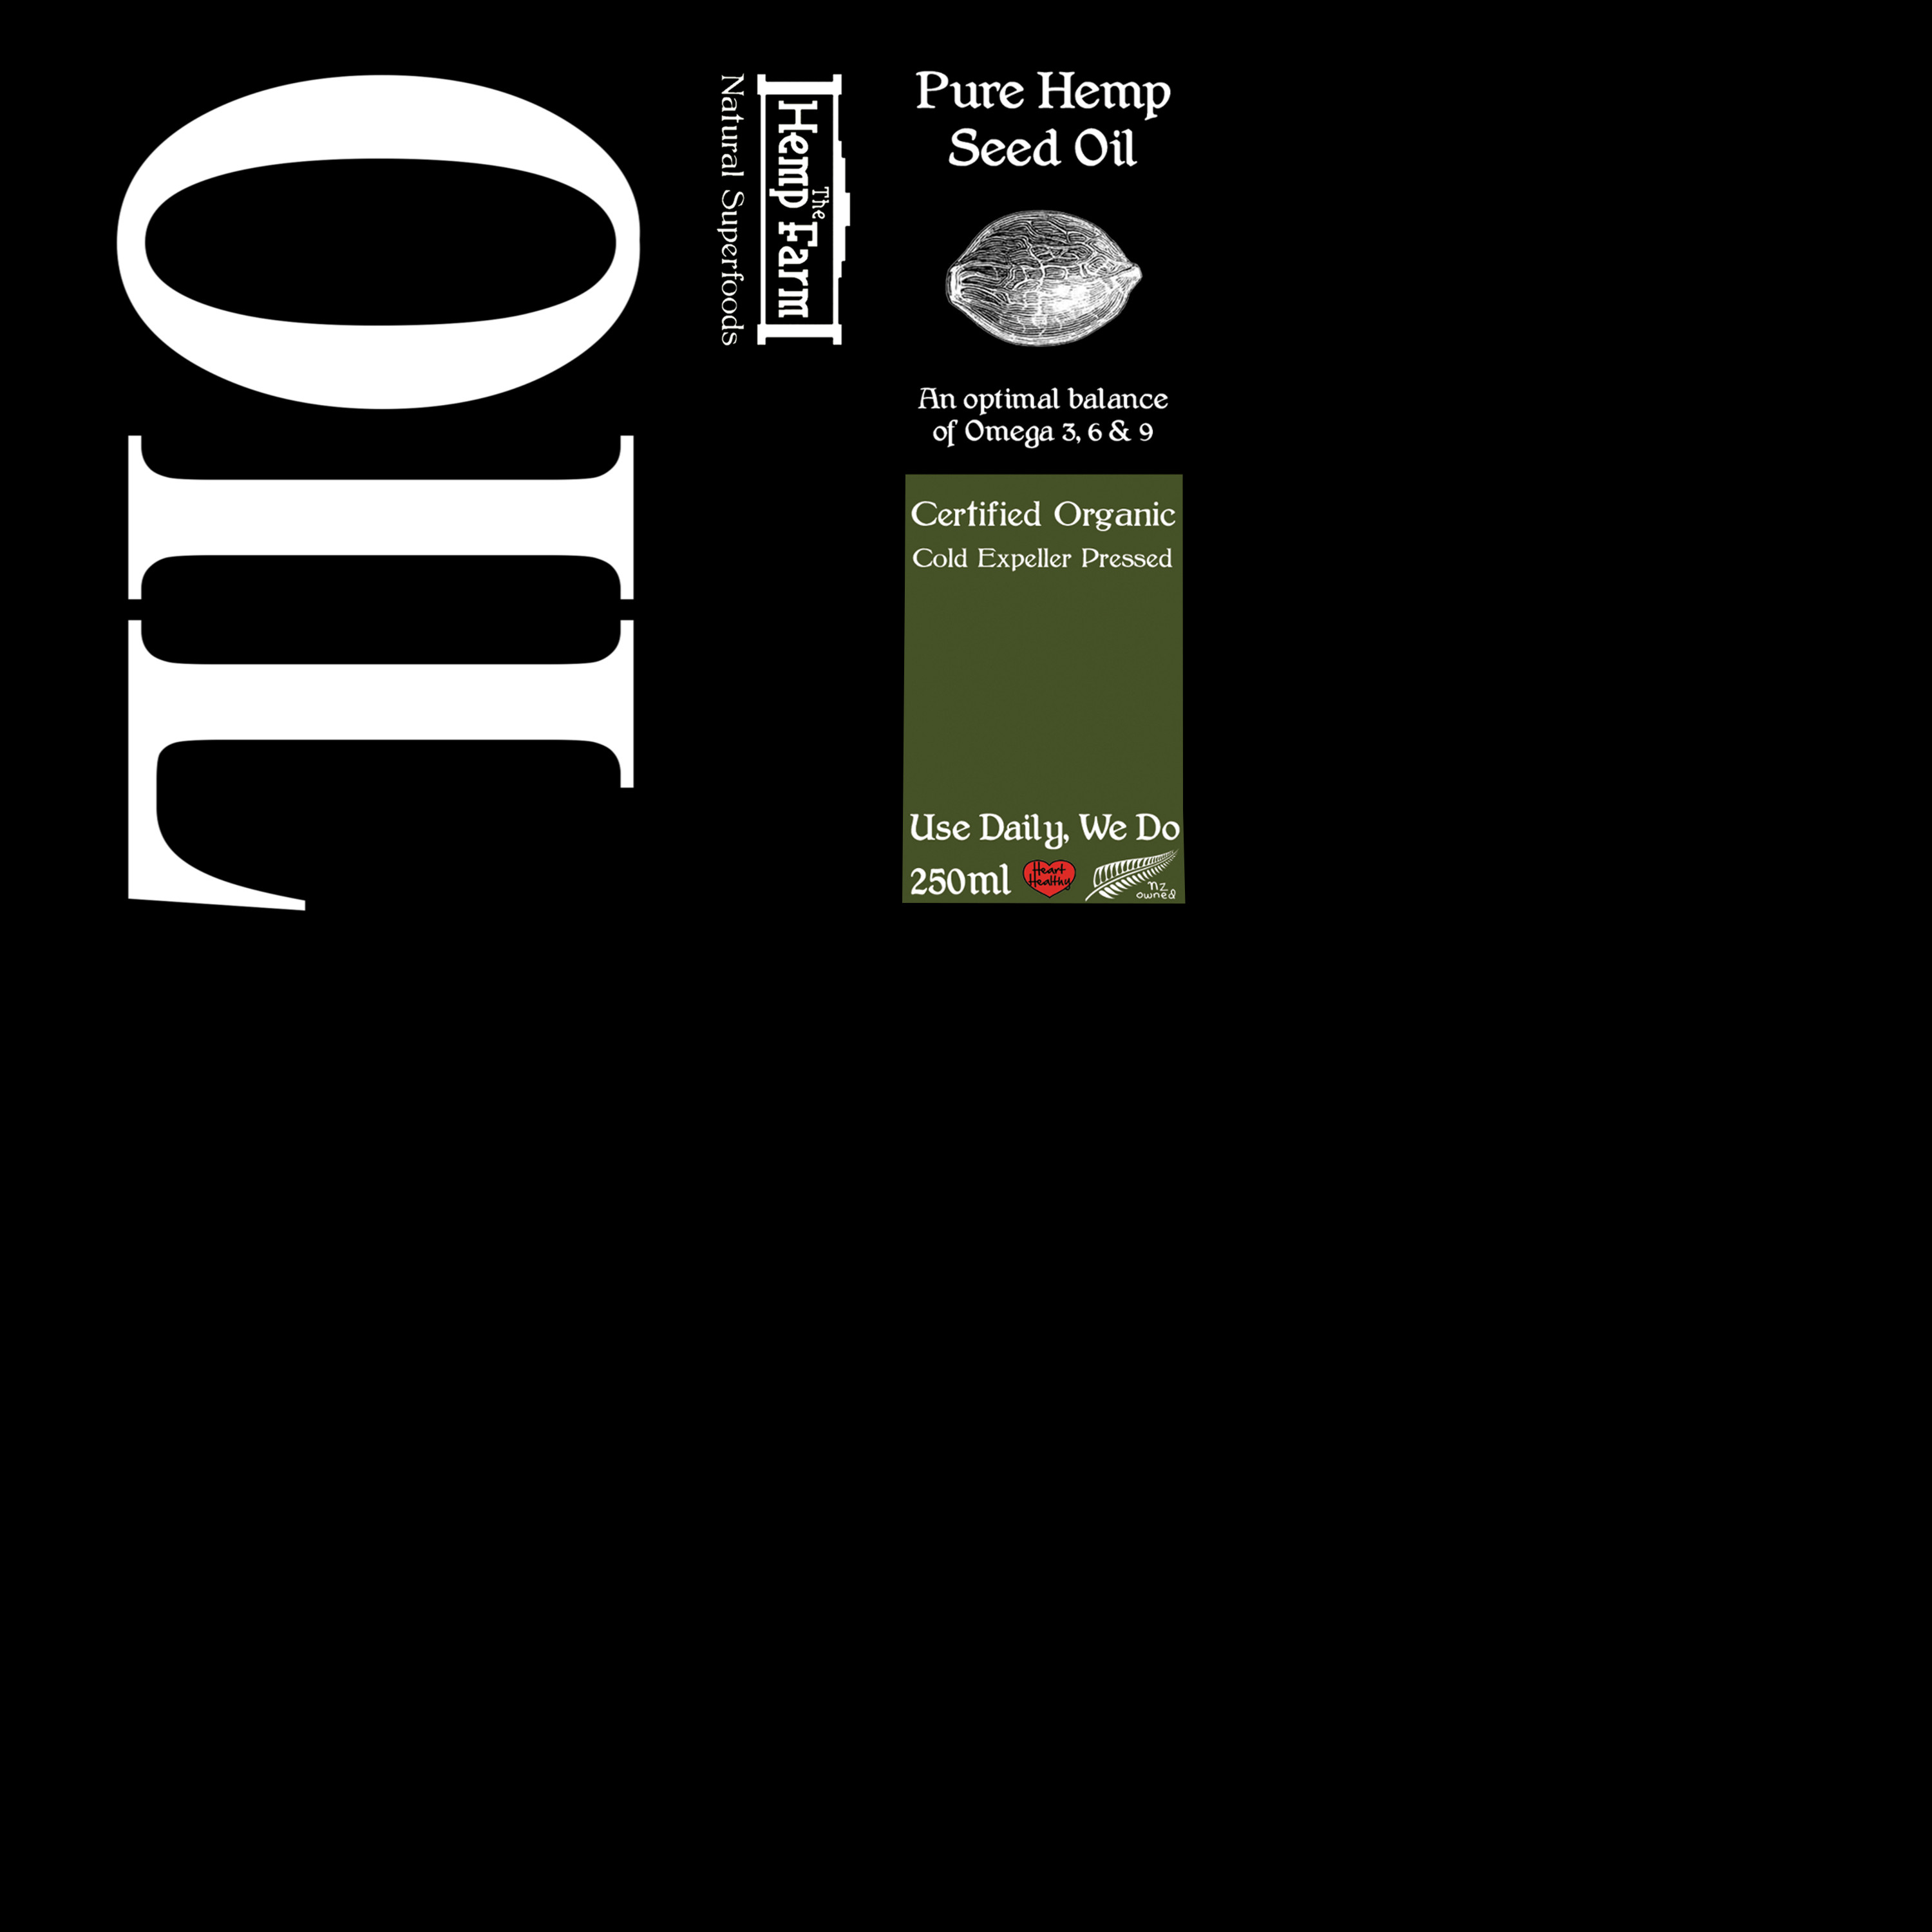 OIL
The
Hemp Farm
Natural Superfoods
Pure Hemp
Seed Oil
An optimal balance
of Omega 3, 6 & 9
Certified Organic
Cold Expeller Pressed
Use Daily, We Do
250ml
Heart
Healthy
nz
owned